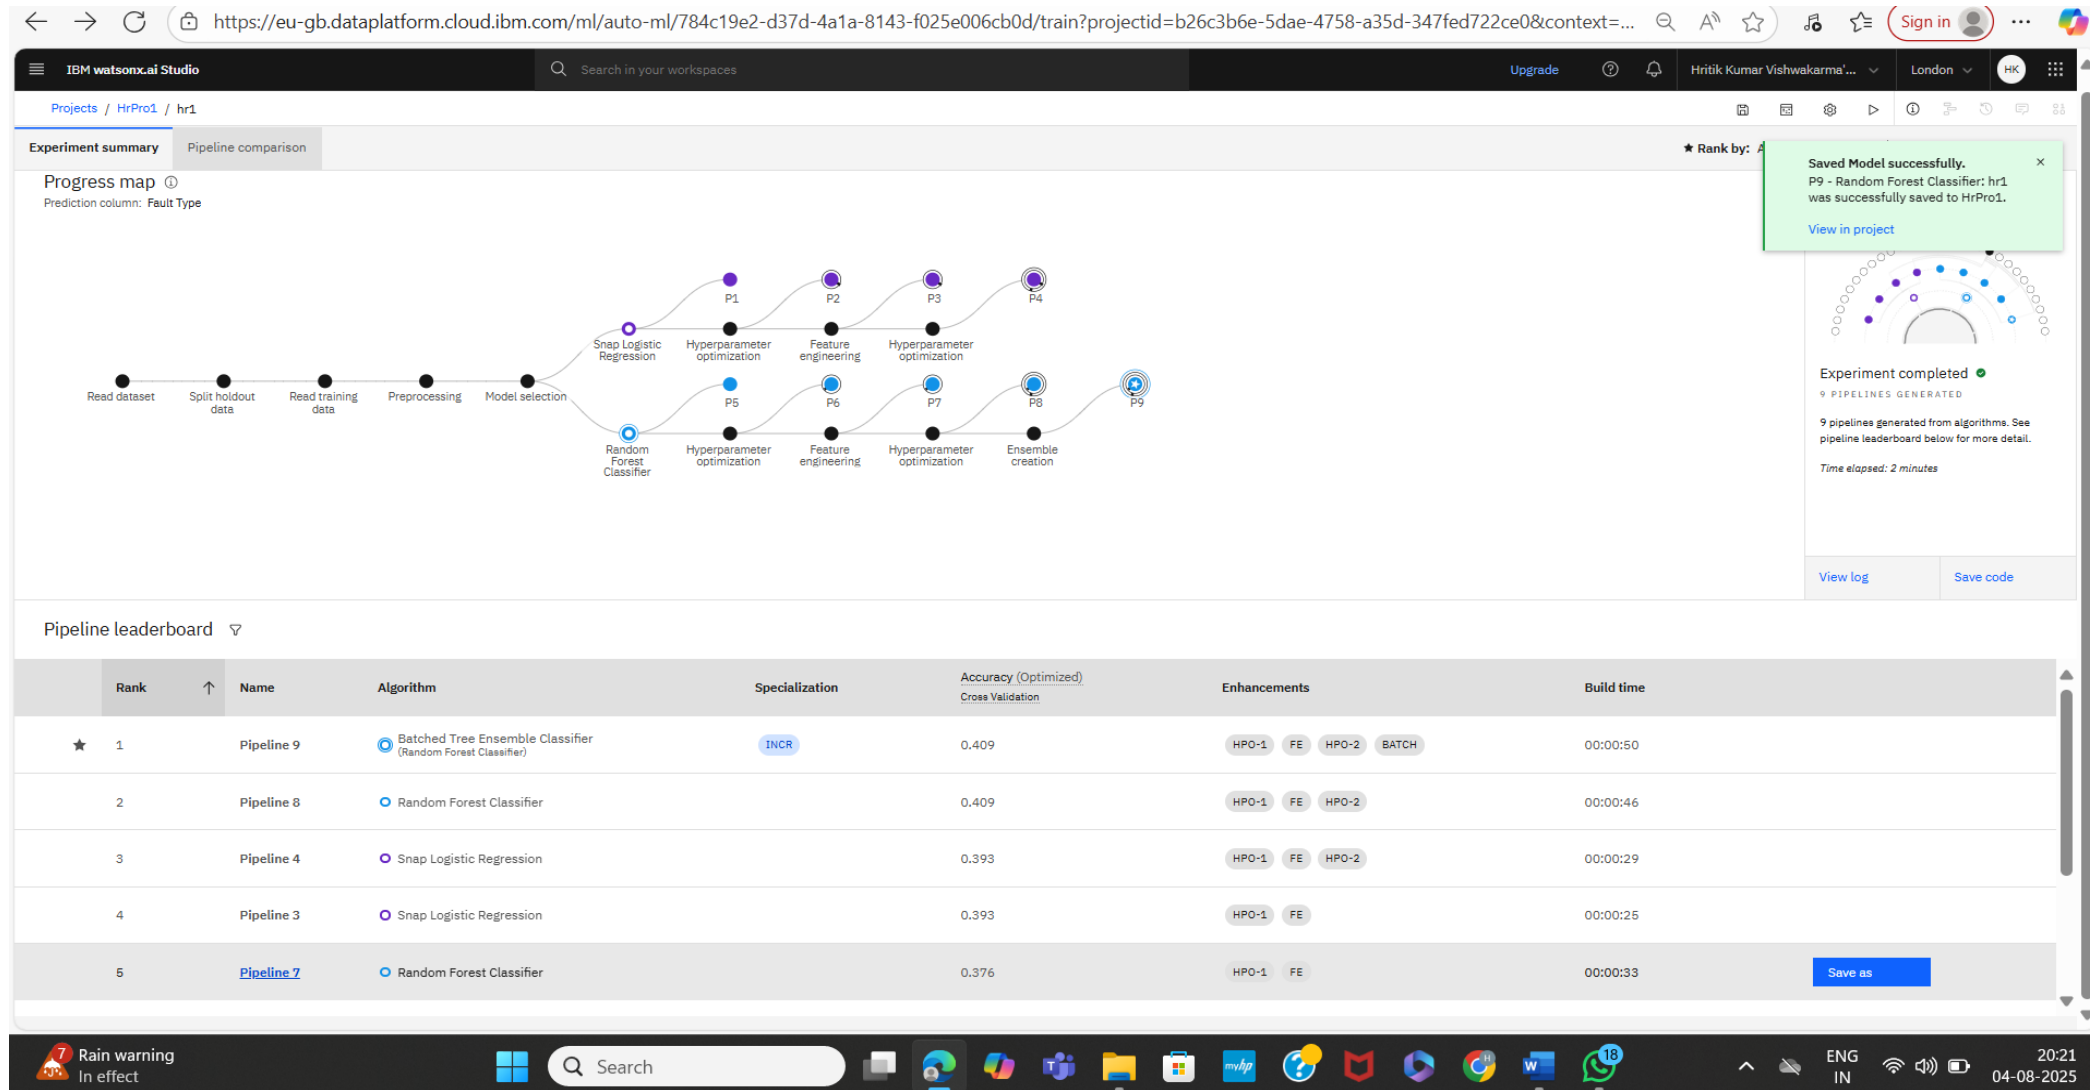 https://eu-gb.dataplatform.cloud.ibm.com/ml/auto-ml/784c19e2-d37d-4a1a-8143-f025e006cb0d/train?projectid=b26c3b6e-5dae-4758-a35d-347fed722ce0&context=...
Sign in
IBM watsonx.ai Studio
Search in your workspaces
Upgrade
Hritik Kumar Vishwakarma'...
London
HK
Projects / HrPro1 / hr1
Experiment summary
Pipeline comparison
Rank by:
Saved Model successfully.
P9 - Random Forest Classifier: hr1
was successfully saved to HrPro1.
View in project
Progress map
Prediction column: Fault Type
P1
P2
P3
P4
Snap Logistic
Regression
Hyperparameter
optimization
Feature
engineering
Hyperparameter
optimization
Read dataset
Split holdout
data
Read training
data
Preprocessing
Model selection
P5
P6
P7
P8
P9
Random
Forest
Classifier
Hyperparameter
optimization
Feature
engineering
Hyperparameter
optimization
Ensemble
creation
Experiment completed
9 PIPELINES GENERATED
9 pipelines generated from algorithms. See
pipeline leaderboard below for more detail.
Time elapsed: 2 minutes
View log
Save code
Pipeline leaderboard
Rank Name Algorithm Specialization Accuracy (Optimized) Enhancements Build time
Cross Validation
1 Pipeline 9 Batched Tree Ensemble Classifier INCR 0.409 HPO-1 FE HPO-2 BATCH 00:00:50
(Random Forest Classifier)
2 Pipeline 8 Random Forest Classifier 0.409 HPO-1 FE HPO-2 00:00:46
3 Pipeline 4 Snap Logistic Regression 0.393 HPO-1 FE HPO-2 00:00:29
4 Pipeline 3 Snap Logistic Regression 0.393 HPO-1 FE 00:00:25
5 Pipeline 7 Random Forest Classifier 0.376 HPO-1 FE 00:00:33 Save as
7
Rain warning
In effect
Search
myhp
H
W
18
ENG
IN
20:21
04-08-2025